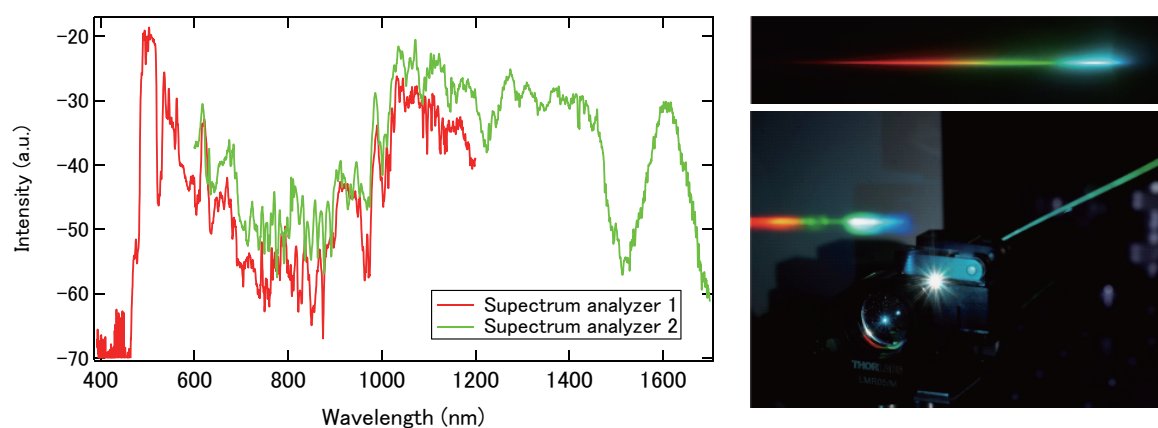 Intensity (a.u.)
-20
-30
-40
-50
-60
-70
Supectrum analyzer 1
Supectrum analyzer 2
400 600 800 1000 1200 1400 1600
Wavelength (nm)
THOR